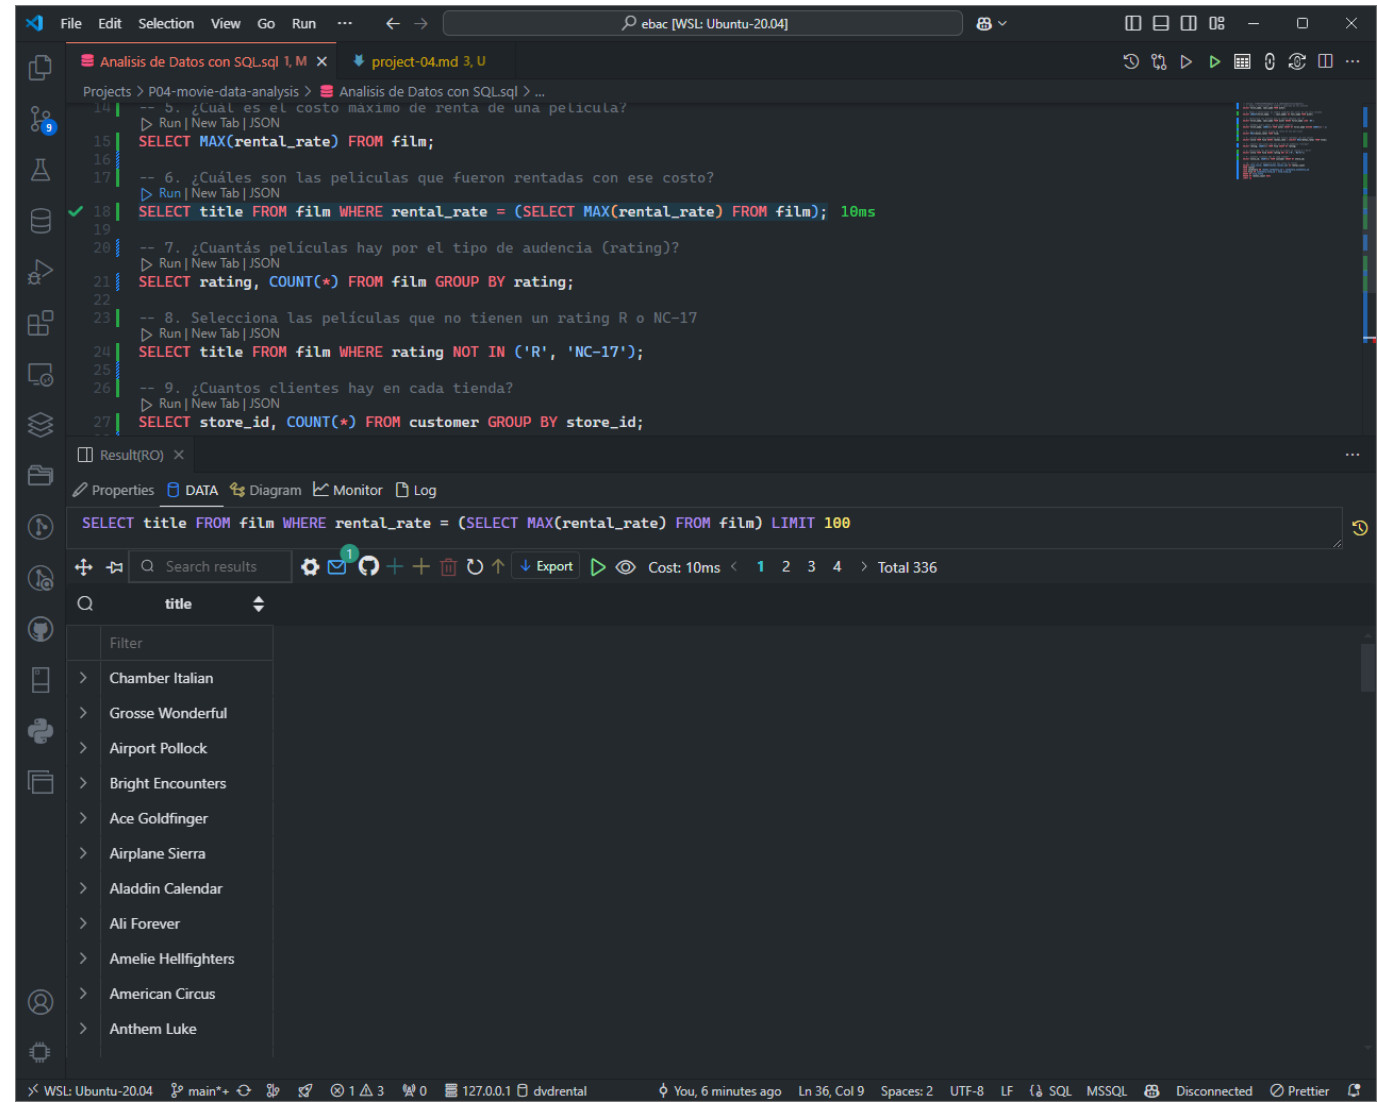 File Edit Selection View Go Run ··· ← → ebac [WSL: Ubuntu-20.04]
Analisis de Datos con SQL.sql 1, M × project-04.md 3, U
Projects > P04-movie-data-analysis > Analisis de Datos con SQL.sql > ...
14 -- 5. ¿Cuál es el costo máximo de renta de una película?
Run | New Tab | JSON
15 SELECT MAX(rental_rate) FROM film;
16
17 -- 6. ¿Cuáles son las peliculas que fueron rentadas con ese costo?
Run | New Tab | JSON
18 SELECT title FROM film WHERE rental_rate = (SELECT MAX(rental_rate) FROM film); 10ms
19
20 -- 7. ¿Cuantás películas hay por el tipo de audencia (rating)?
Run | New Tab | JSON
21 SELECT rating, COUNT(*) FROM film GROUP BY rating;
22
23 -- 8. Selecciona las películas que no tienen un rating R o NC-17
Run | New Tab | JSON
24 SELECT title FROM film WHERE rating NOT IN ('R', 'NC-17');
25
26 -- 9. ¿Cuantos clientes hay en cada tienda?
Run | New Tab | JSON
27 SELECT store_id, COUNT(*) FROM customer GROUP BY store_id;
9
Result(RO) ×
Properties DATA Diagram Monitor Log
SELECT title FROM film WHERE rental_rate = (SELECT MAX(rental_rate) FROM film) LIMIT 100
Search results 1 Export Cost: 10ms < 1 2 3 4 > Total 336
title
Filter
Chamber Italian
Grosse Wonderful
Airport Pollock
Bright Encounters
Ace Goldfinger
Airplane Sierra
Aladdin Calendar
Ali Forever
Amelie Hellfighters
American Circus
Anthem Luke
WSL: Ubuntu-20.04 main*+ 1 3 0 127.0.0.1 dvdrental You, 6 minutes ago Ln 36, Col 9 Spaces: 2 UTF-8 LF SQL MSSQL Disconnected Prettier